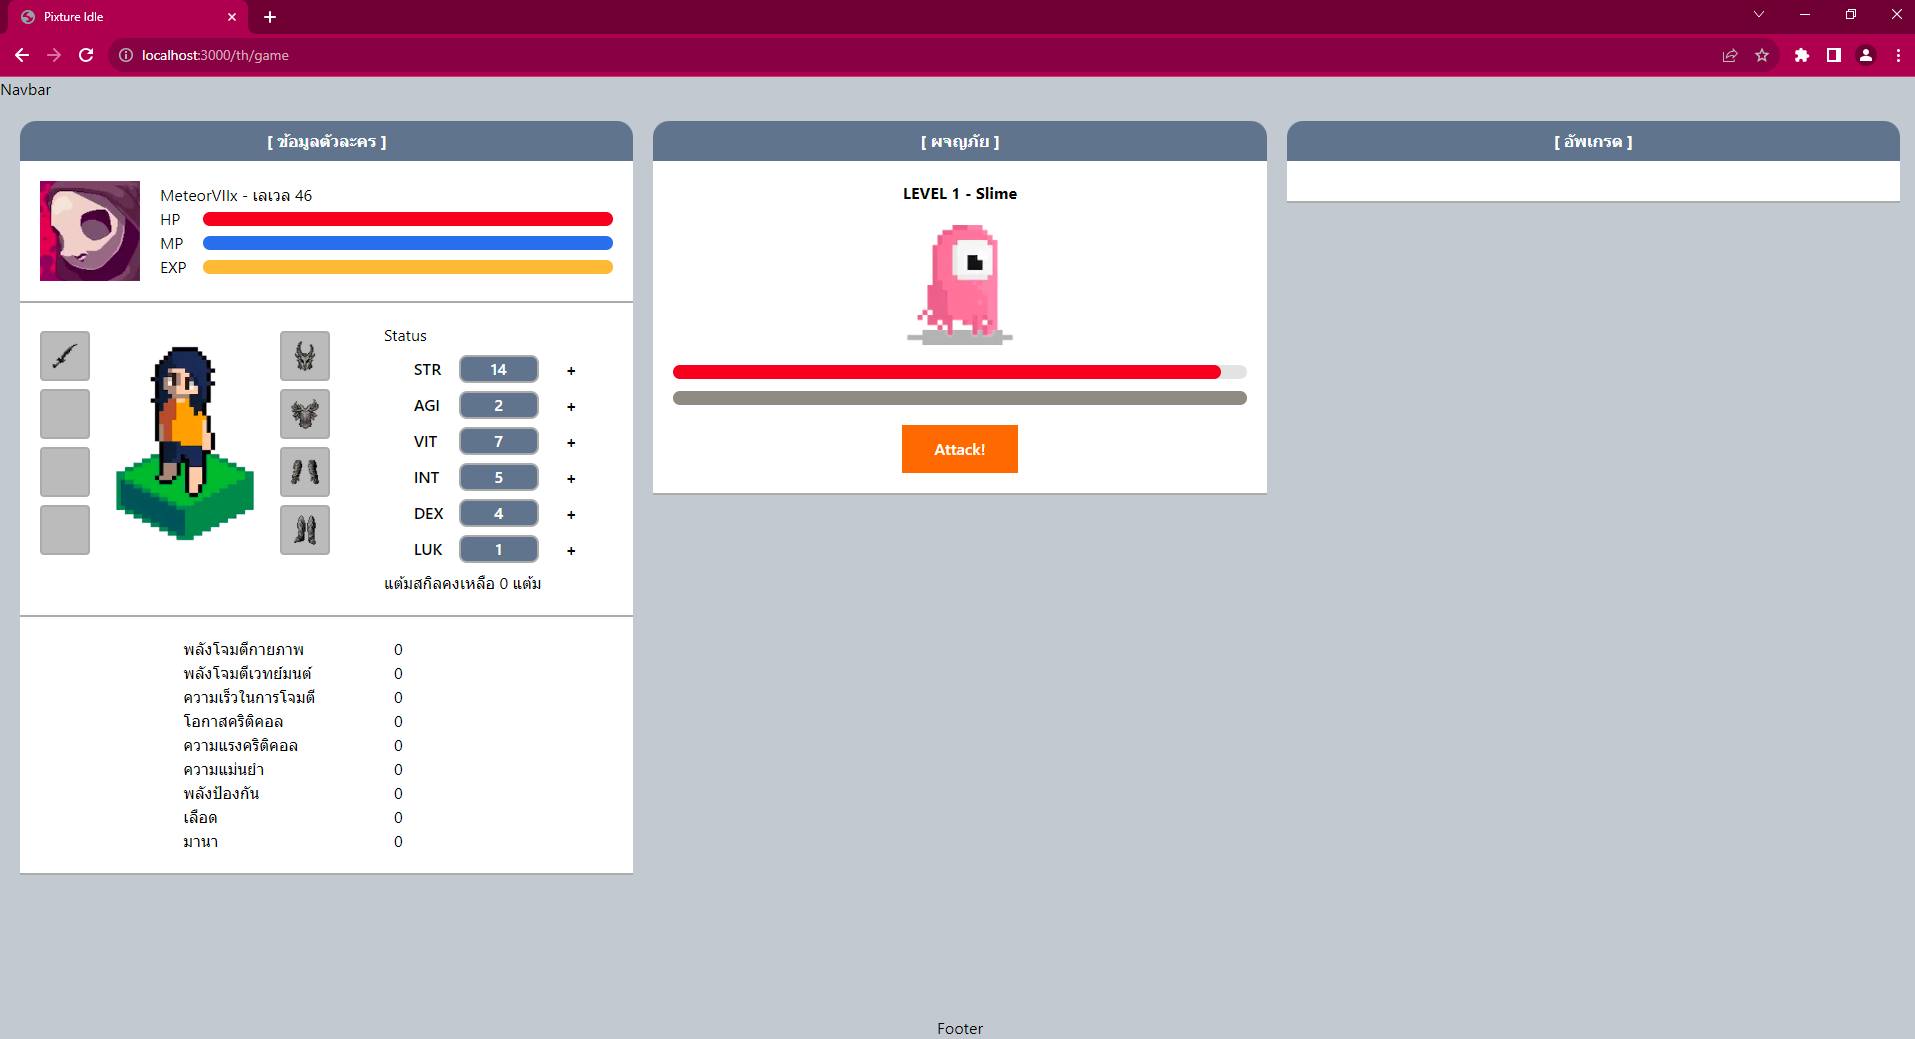 Pixture Idle
localhost:3000/th/game
Navbar
[ ข้อมูลตัวละคร ]
MeteorVIIx - เลเวล 46
HP
MP
EXP
Status
STR 14 +
AGI 2 +
VIT 7 +
INT 5 +
DEX 4 +
LUK 1 +
แต้มสกิลคงเหลือ 0 แต้ม
พลังโจมตีกายภาพ 0
พลังโจมตีเวทย์มนต์ 0
ความเร็วในการโจมตี 0
โอกาสคริติคอล 0
ความแรงคริติคอล 0
ความแม่นยำ 0
พลังป้องกัน 0
เลือด 0
มานา 0
[ ผจญภัย ]
LEVEL 1 - Slime
Attack!
[ อัพเกรด ]
Footer